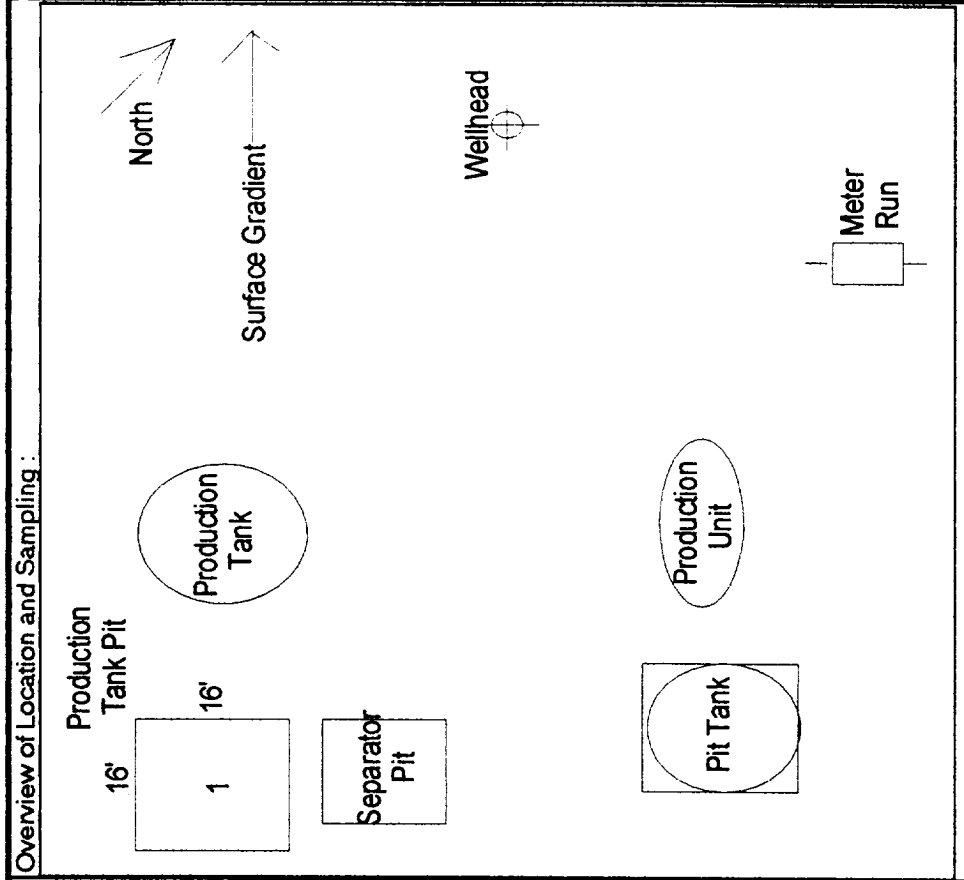 Overview of Location and Sampling :
North
Surface Gradient
Wellhead
Meter
Run
Production
Tank
Production
Unit
Production
Tank Pit
16'
16'
1
Separator
Pit
Pit Tank